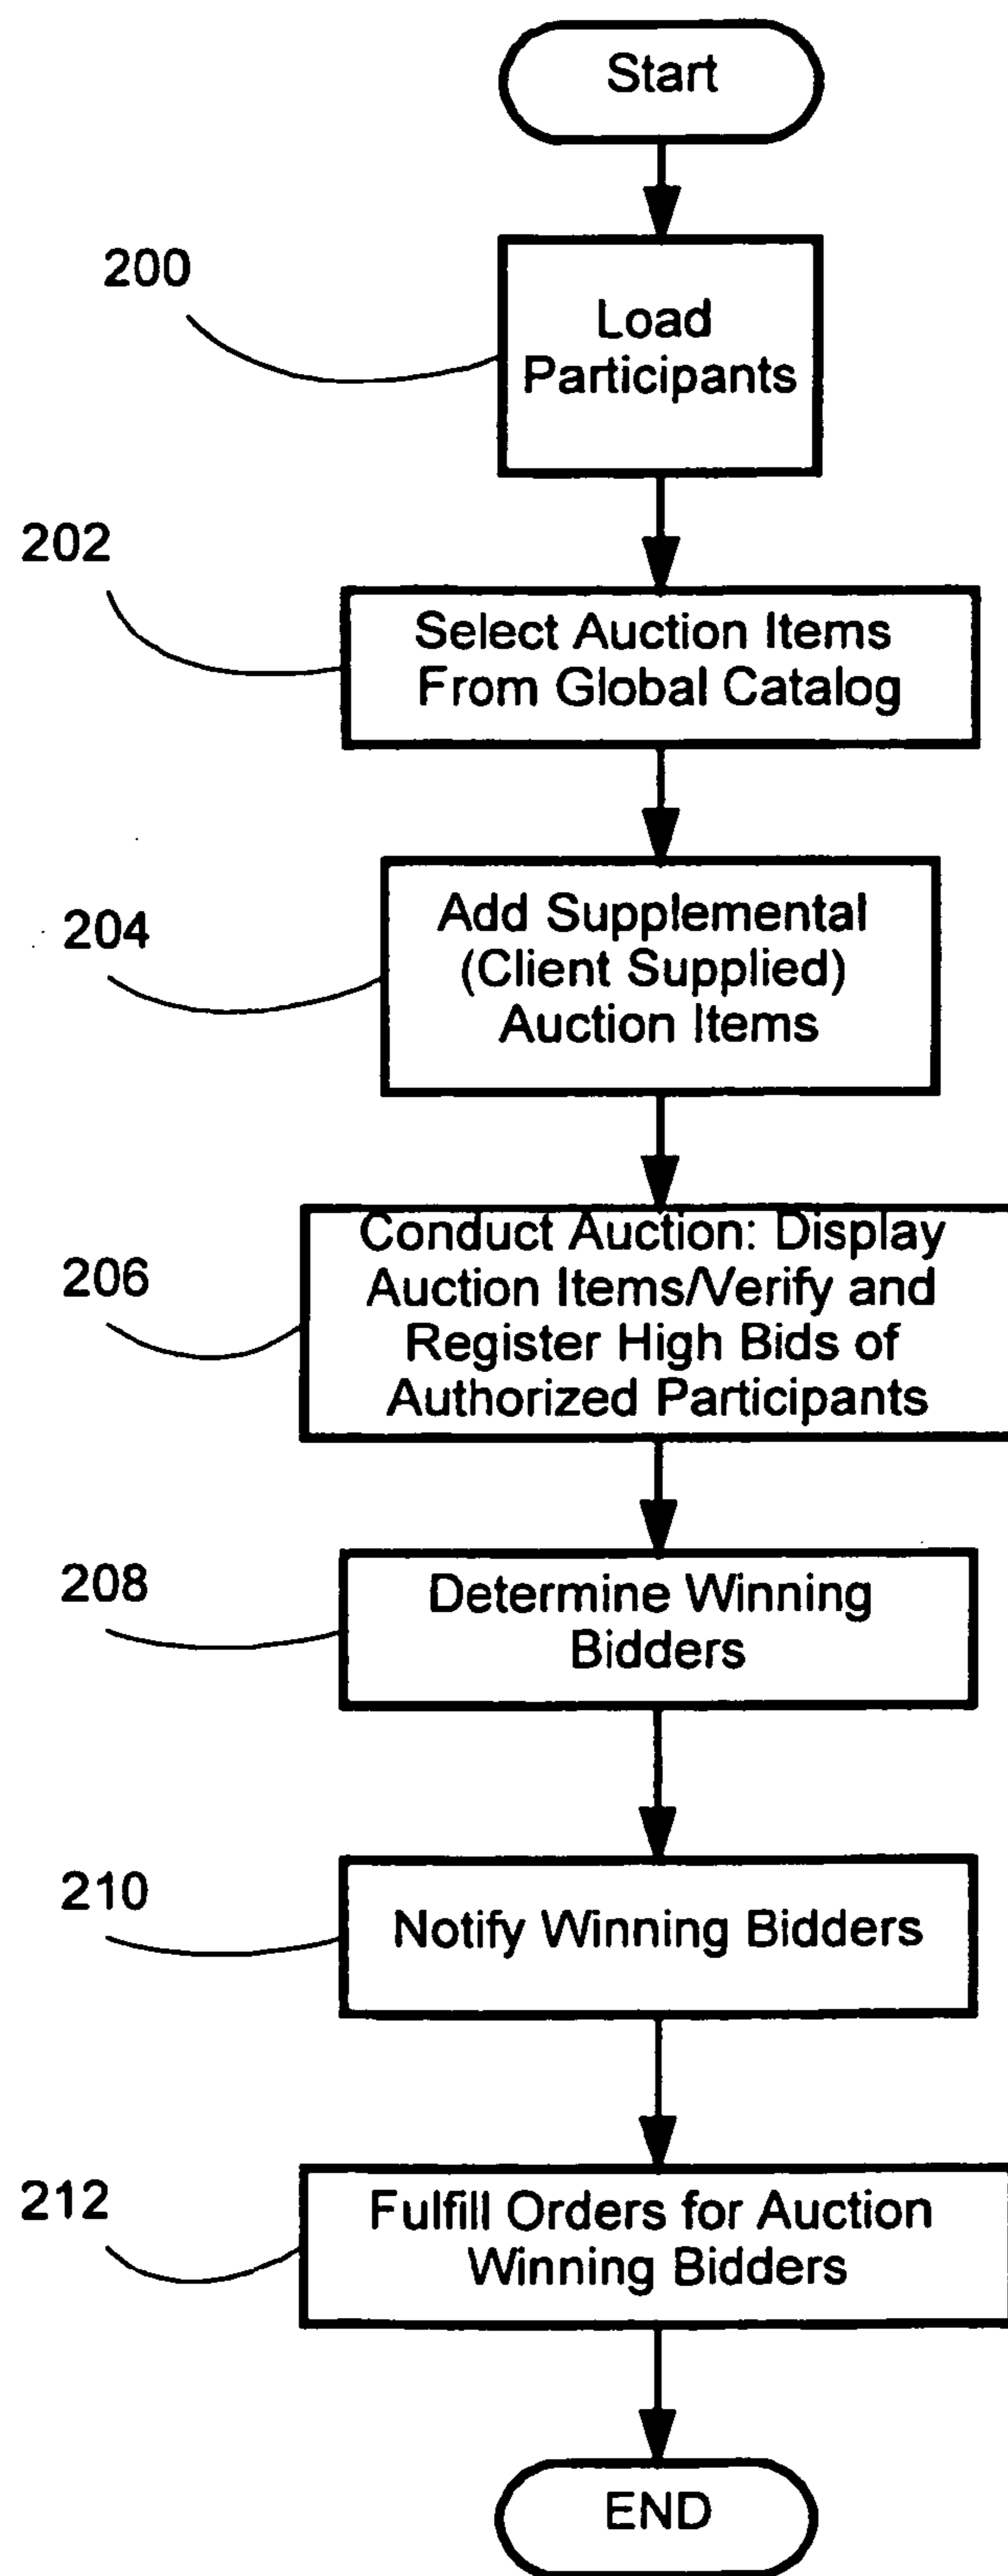 Start
200
Load
Participants
202
Select Auction Items
From Global Catalog
204
Add Supplemental
(Client Supplied)
Auction Items
206
Conduct Auction: Display
Auction Items/Verify and
Register High Bids of
Authorized Participants
208
Determine Winning
Bidders
210
Notify Winning Bidders
212
Fulfill Orders for Auction
Winning Bidders
END